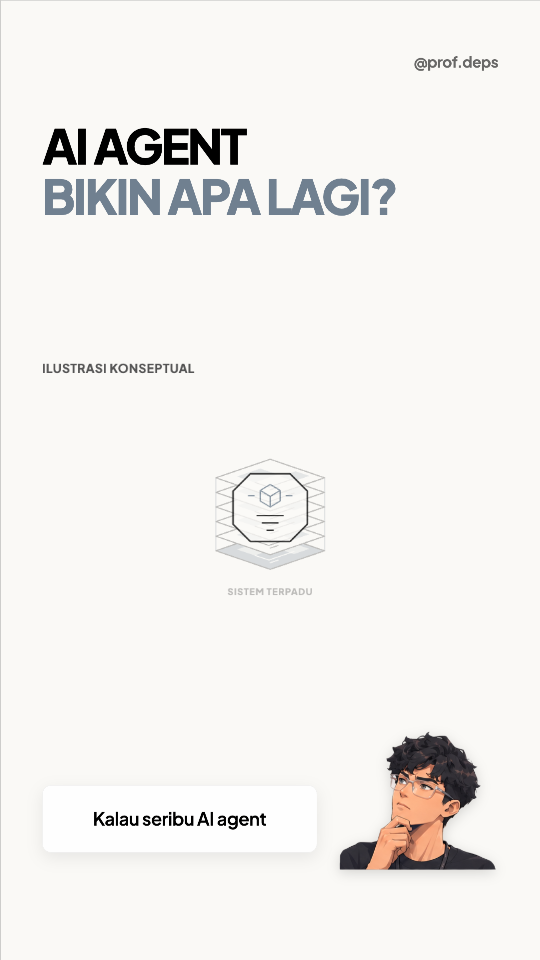 @prof.deps
AI AGENT
BIKIN APA LAGI?
ILUSTRASI KONSEPTUAL
SISTEM TERPADU
Kalau seribu AI agent